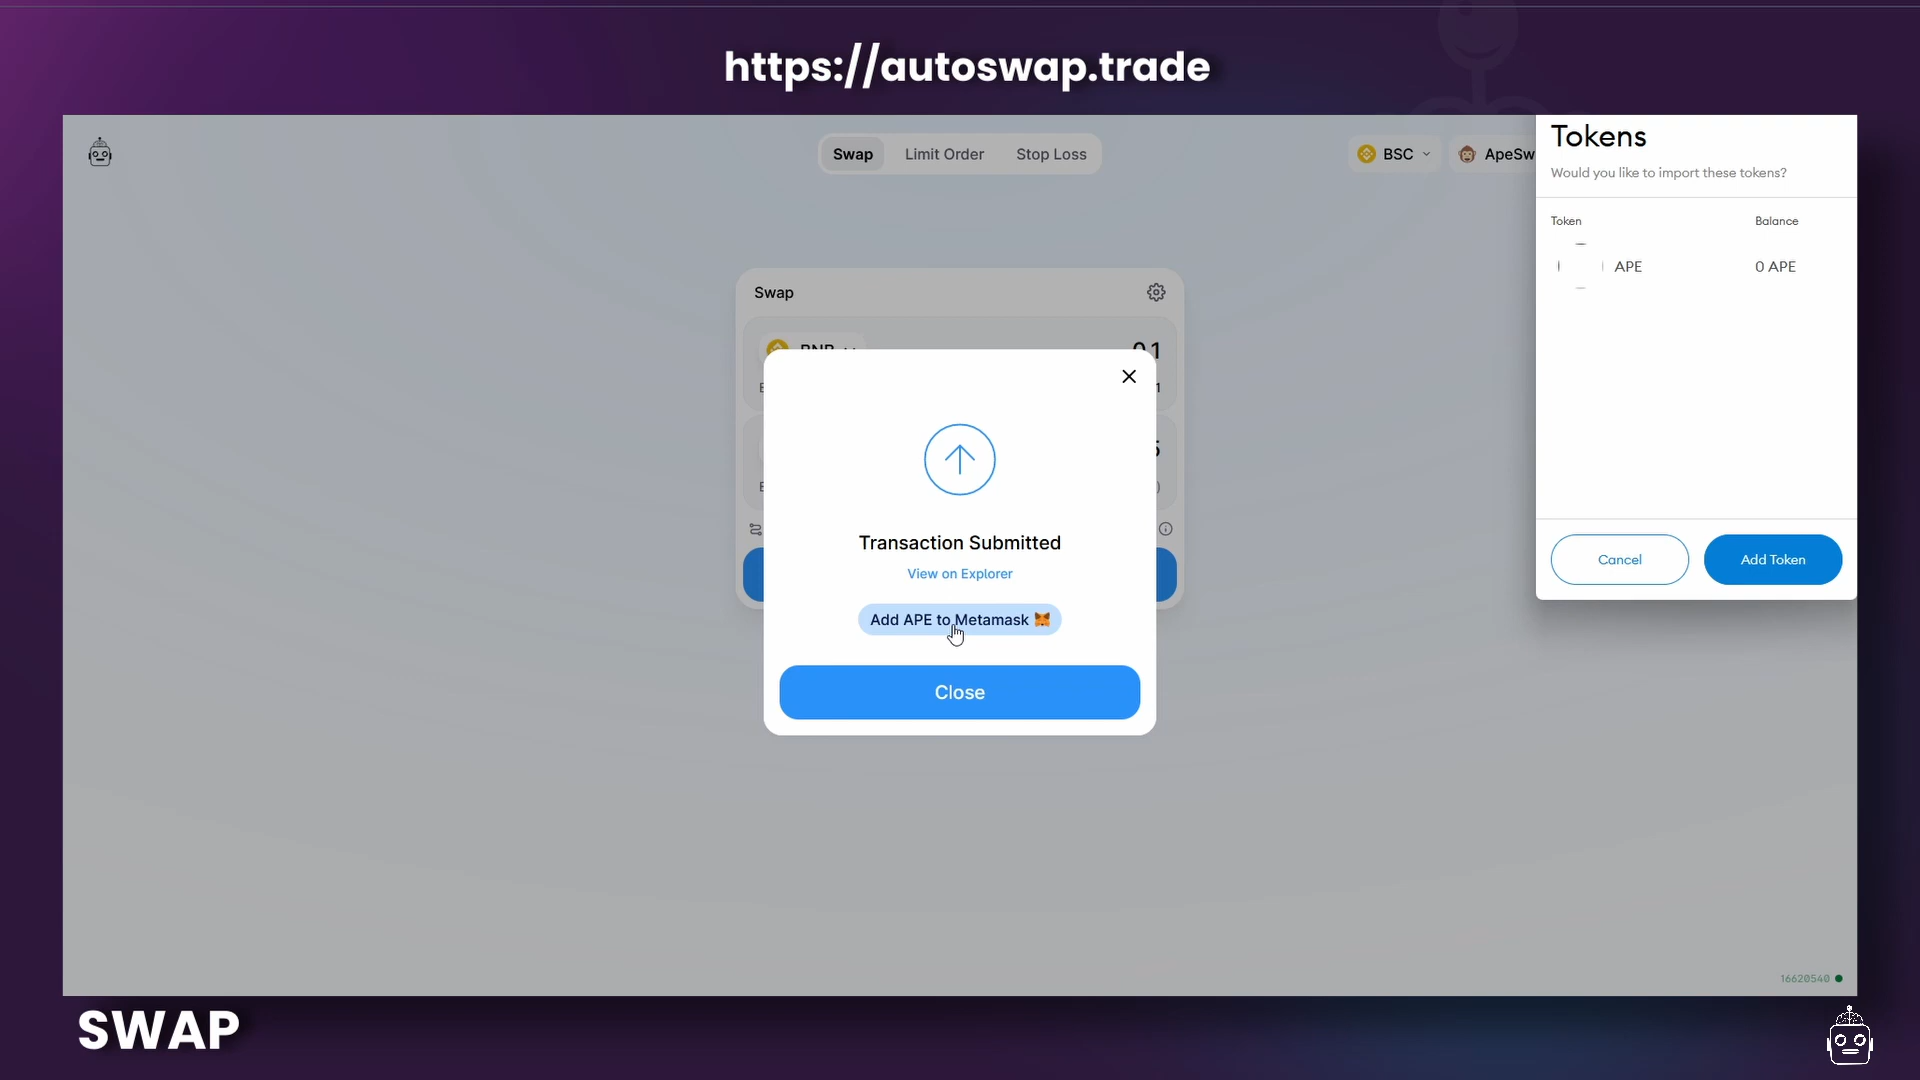 https://autoswap.trade
Swap
Limit Order
Stop Loss
BSC
ApeSw
Tokens
Would you like to import these tokens?
Token
Balance
APE
0 APE
Cancel
Add Token
Swap
Transaction Submitted
View on Explorer
Add APE to Metamask
Close
16620540
SWAP